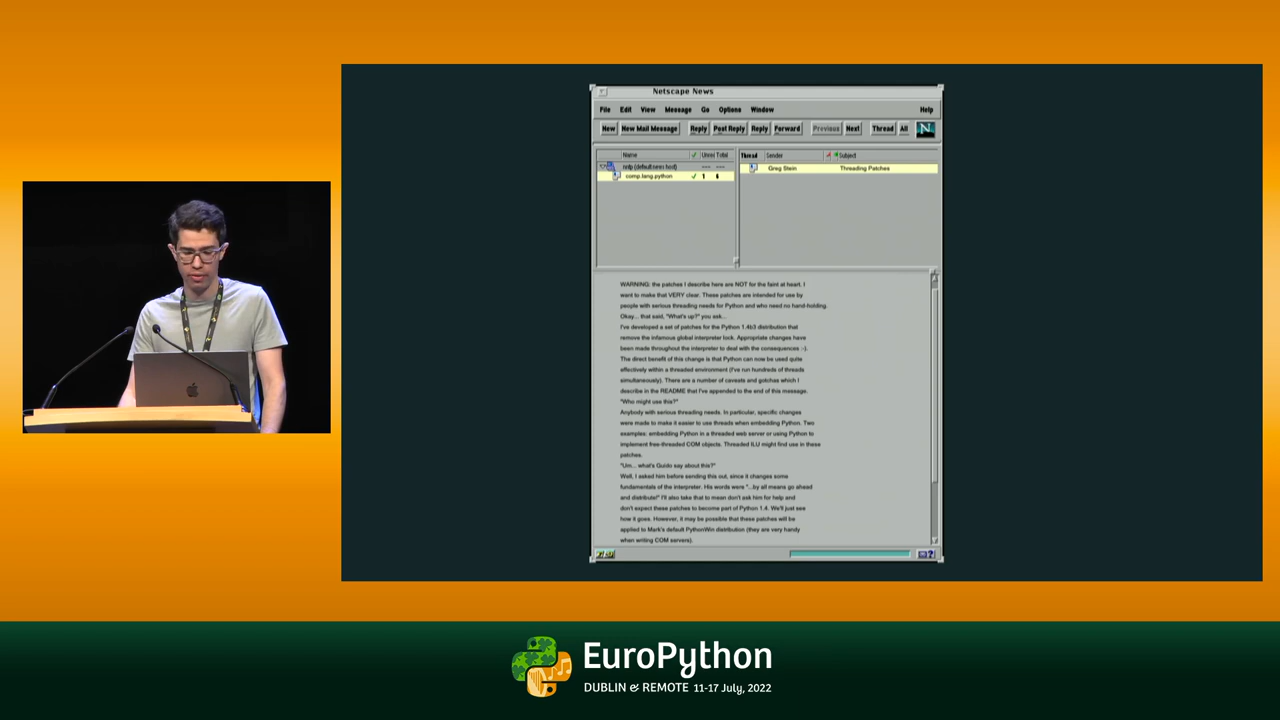 Netscape News
File Edit View Message Go Options Window Help
New New Mail Message Reply Post Reply Reply Forward Previous Next Thread All N
Name Unre Total Thread Sender Subject
nntp (default news host) ---- ---- Greg Stein Threading Patches
comp.lang.python 1
WARNING: the patches I describe here are NOT for the faint at heart. I
want to make that VERY clear. These patches are intended for use by
people with serious threading needs for Python and who need no hand-holding.
Okay... that said, "What's up?" you ask...
I've developed a set of patches for the Python 1.4b3 distribution that
remove the infamous global interpreter lock. Appropriate changes have
been made throughout the interpreter to deal with the consequences :-).
The direct benefit of this change is that Python can now be used quite
effectively within a threaded environment (I've run hundreds of threads
simultaneously). There are a number of caveats and gotchas which I
describe in the README that I've appended to the end of this message.
"Who might use this?"
Anybody with serious threading needs. In particular, specific changes
were made to make it easier to use threads when embedding Python. Two
examples: embedding Python in a threaded web server or using Python to
implement free-threaded COM objects. Threaded ILU might find use in these
patches.
"Um... what's Guido say about this?"
Well, I asked him before sending this out, since it changes some
fundamentals of the interpreter. His words were "...by all means go ahead
and distribute!" I'll also take that to mean don't ask him for help and
don't expect these patches to become part of Python 1.4. We'll just see
how it goes. However, it may be possible that these patches will be
applied to Mark's default PythonWin distribution (they are very handy
when writing COM servers).
EuroPython
DUBLIN & REMOTE 11-17 July, 2022